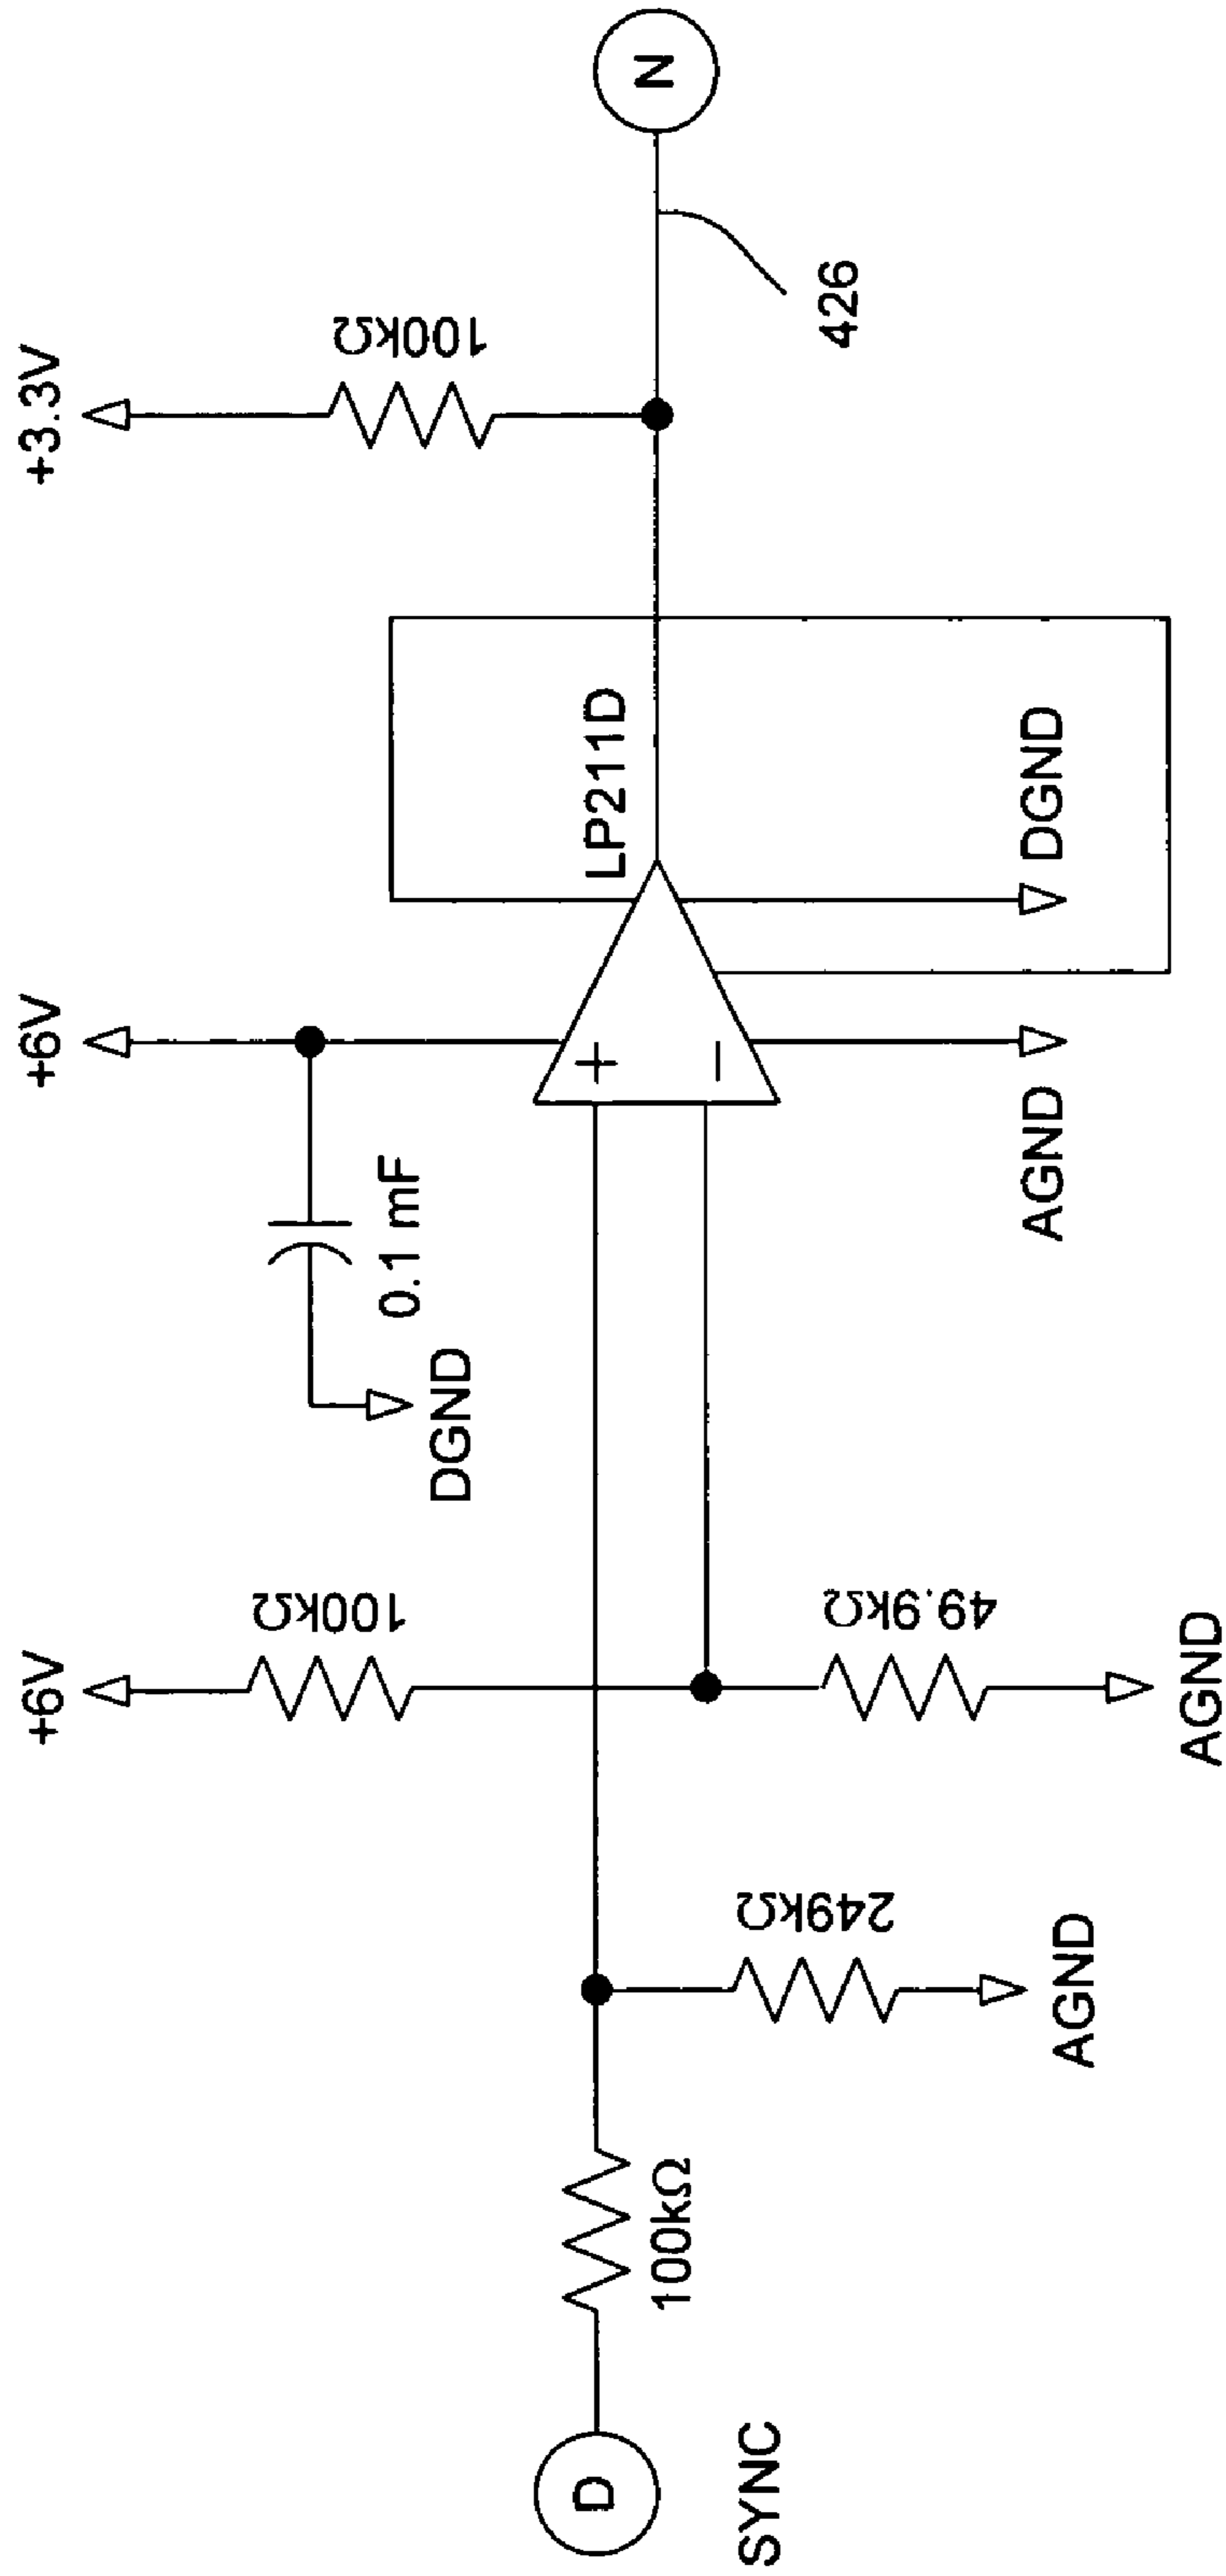 +6V
+6V
+3.3V
100kΩ
0.1 mF
DGND
100kΩ
LP211D
+
−
D
SYNC
100kΩ
249kΩ
AGND
49.9kΩ
AGND
AGND
DGND
426
N